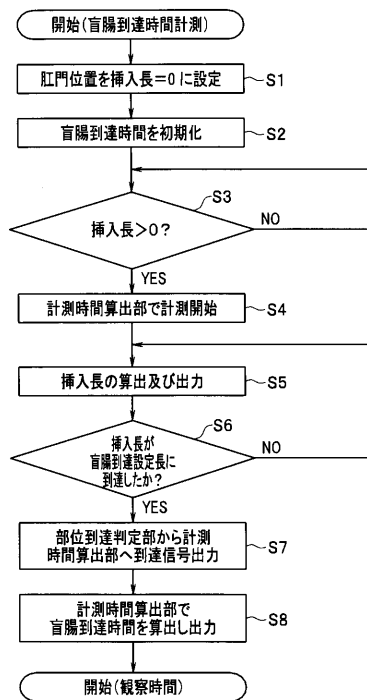 開始(盲腸到達時間計測)
肛門位置を挿入長=0に設定
S1
盲腸到達時間を初期化
S2
S3
挿入長>0?
NO
YES
計測時間算出部で計測開始
S4
挿入長の算出及び出力
S5
S6
挿入長が
盲腸到達設定長に
到達したか?
NO
YES
部位到達判定部から計測
時間算出部へ到達信号出力
S7
計測時間算出部で
盲腸到達時間を算出し出力
S8
開始(観察時間)